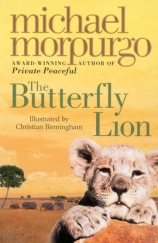 michael
morpurgo
AWARD-WINNING AUTHOR OF
Private Peaceful
The
Butterfly
Lion
Illustrated by
Christian Birmingham